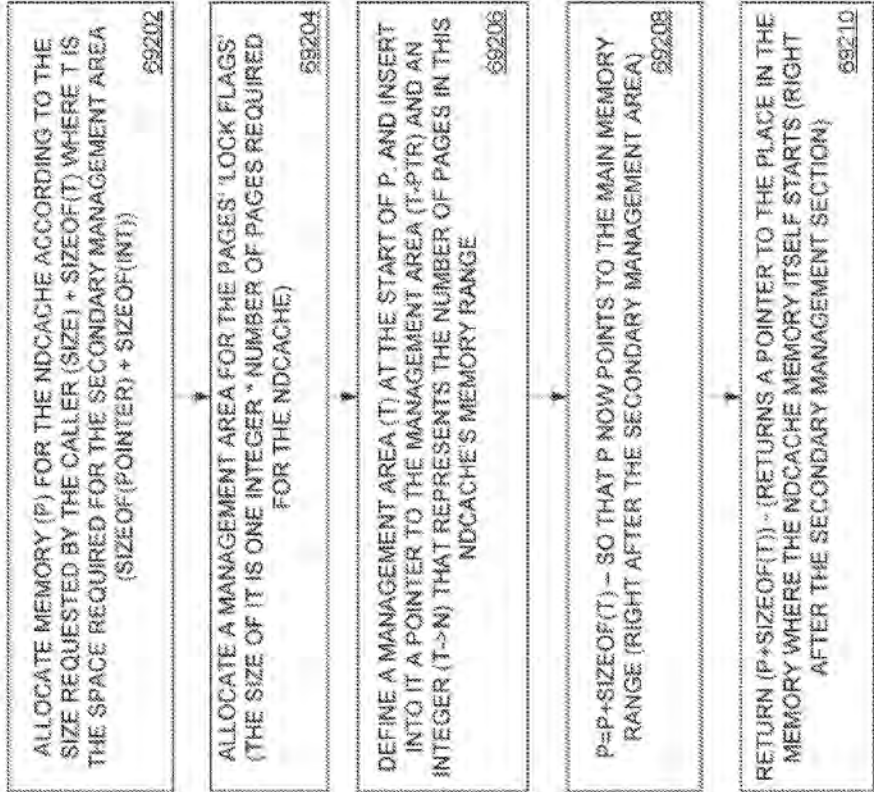 ALLOCATE MEMORY (P) FOR THE NDCACHE ACCORDING TO THE
SIZE REQUESTED BY THE CALLER (SIZE) + SIZEOF(T) WHERE T IS
THE SPACE REQUIRED FOR THE SECONDARY MANAGEMENT AREA
(SIZEOF(POINTER) + SIZEOF(INT))
69202
ALLOCATE A MANAGEMENT AREA FOR THE PAGES' 'LOCK FLAGS'
(THE SIZE OF IT IS ONE INTEGER * NUMBER OF PAGES REQUIRED
FOR THE NDCACHE)
69204
DEFINE A MANAGEMENT AREA (T) AT THE START OF P, AND INSERT
INTO IT A POINTER TO THE MANAGEMENT AREA (T-PTR) AND AN
INTEGER,(T->N) THAT REPRESENTS THE NUMBER OF PAGES IN THIS
NDCACHE'S MEMORY RANGE
69206
P=P+SIZEOF(T) – SO THAT P NOW POINTS TO THE MAIN MEMORY
RANGE (RIGHT AFTER THE SECONDARY MANAGEMENT AREA)
69208
RETURN (P+SIZEOF(T)) - (RETURNS A POINTER TO THE PLACE IN THE
MEMORY WHERE THE NDCACHE MEMORY ITSELF STARTS (RIGHT
AFTER THE SECONDARY MANAGEMENT SECTION)
69210